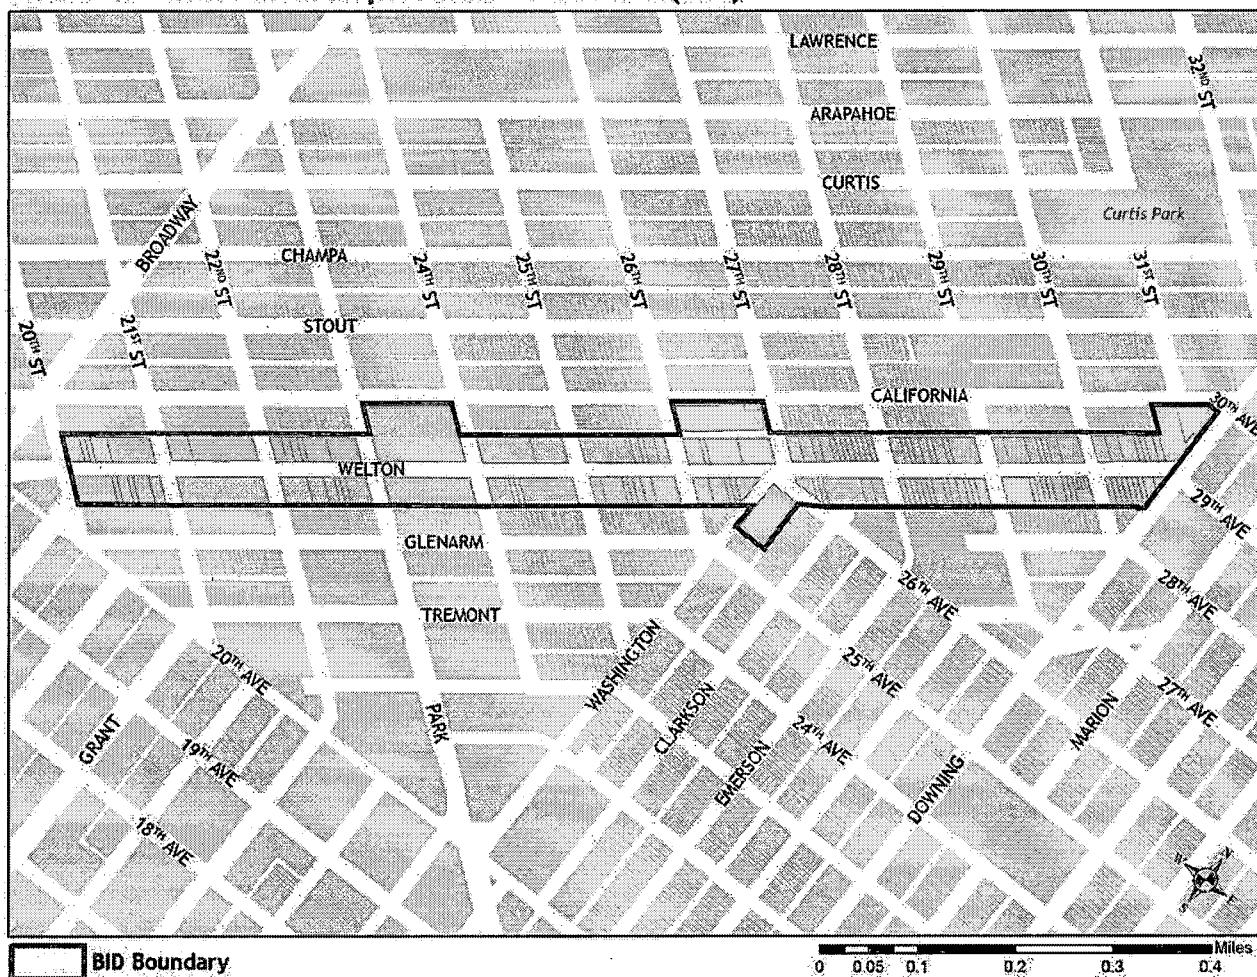 LAWRENCE
32ND ST
ARAPAHOE
CURTIS
Curtis Park
BROADWAY
CHAMPA
22ND ST
24TH ST
25TH ST
26TH ST
27TH ST
28TH ST
29TH ST
30TH ST
31ST ST
STOUT
20TH ST
21ST ST
CALIFORNIA
30TH AVE
WELTON
29TH AVE
GLENARM
26TH AVE
28TH AVE
TREMONT
WASHINGTON
20TH AVE
25TH AVE
27TH AVE
CLARKSON
MARION
PARK
GRANT
19TH AVE
24TH AVE
EMERSON
DOWNING
18TH AVE
N
W
E
S
BID Boundary
Miles
0 0.05 0.1 0.2 0.3 0.4